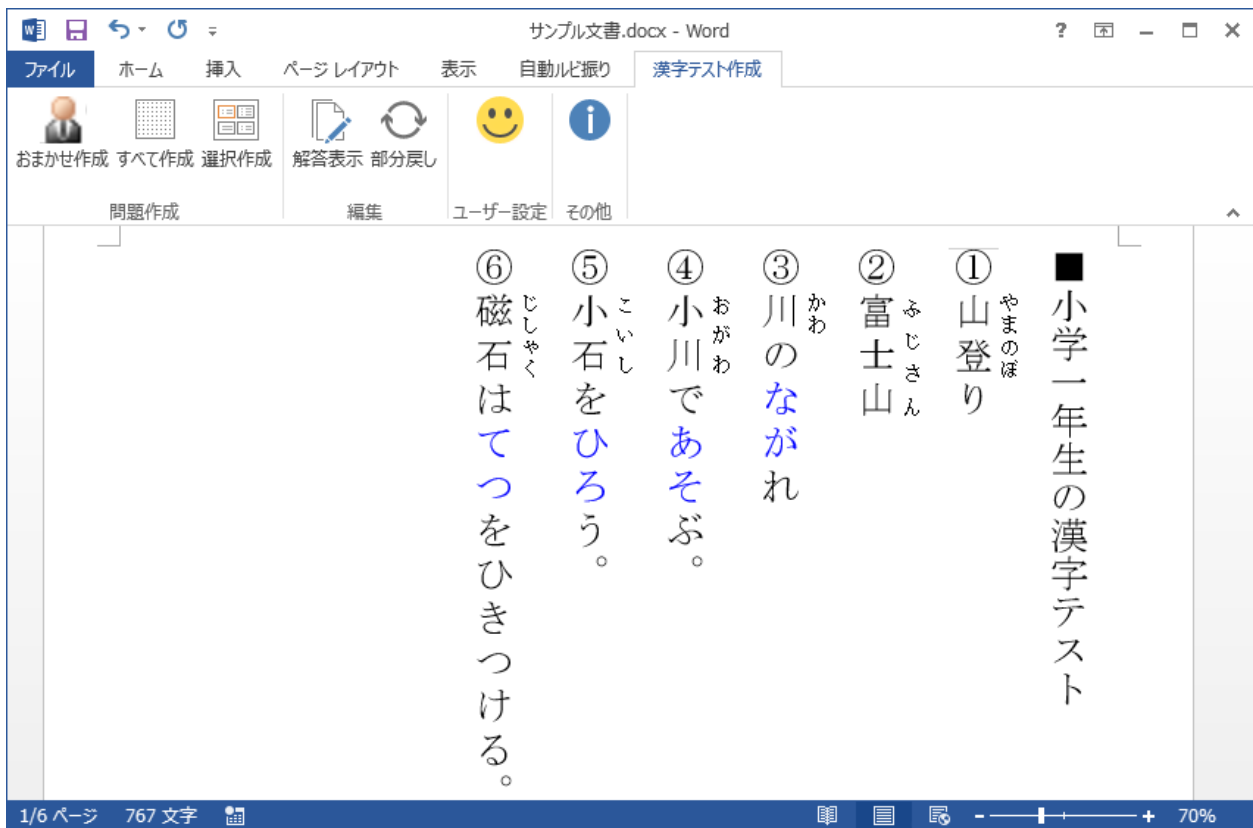 サンプル文書.docx - Word
ファイル ホーム 挿入 ページ レイアウト 表示 自動ルビ振り 漢字テスト作成
おまかせ作成 すべて作成 選択作成 解答表示 部分戻し
問題作成 編集 ユーザー設定 その他
■小学一年生の漢字テスト
①山登り
やまのぼ
②富士山
ふじさん
③川のながれ
かわ
④小川であそぶ。
おがわ
⑤小石をひろう。
こいし
⑥磁石はてつをひきつける。
じしゃく
1/6 ページ 767 文字 70%